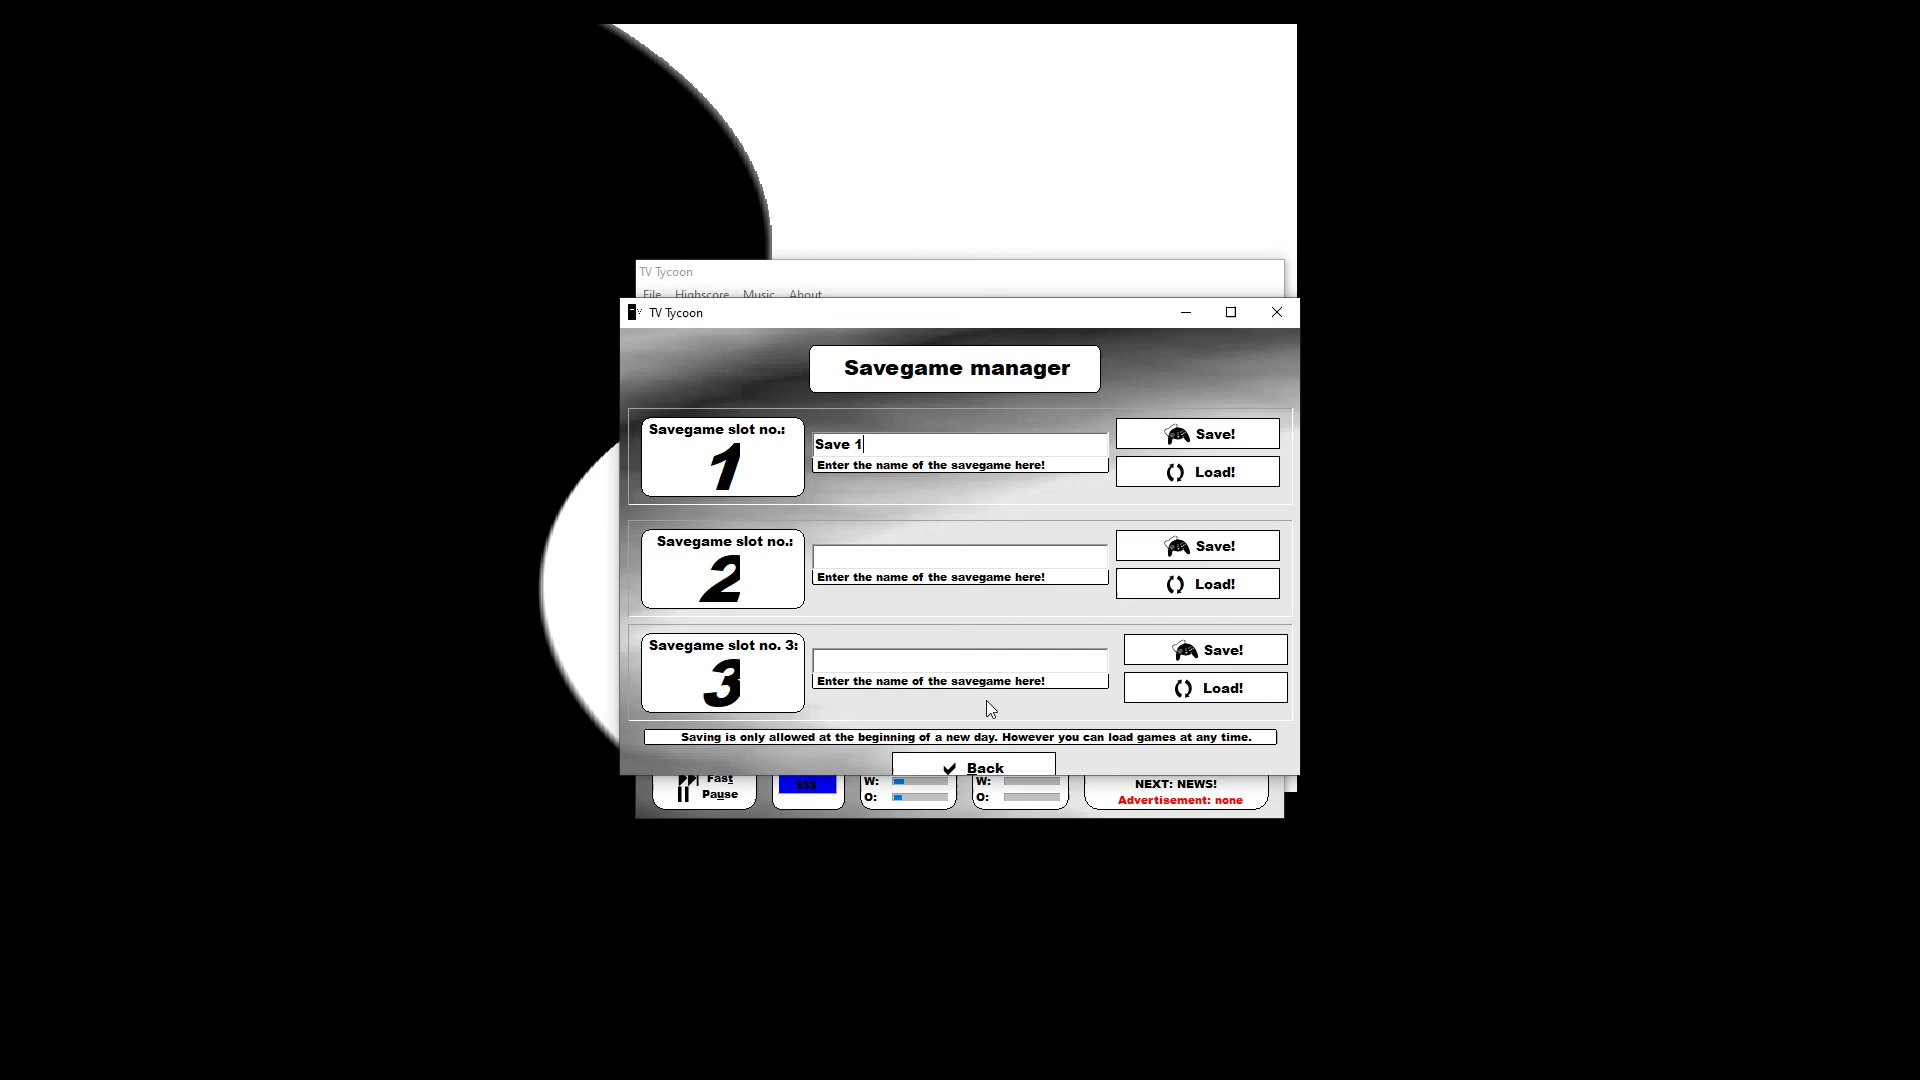 TV Tycoon
File Highscore Music About
TV Tycoon
Savegame manager
Savegame slot no.:
1
Save 1
Enter the name of the savegame here!
Save!
Load!
Savegame slot no.:
2
Enter the name of the savegame here!
Save!
Load!
Savegame slot no. 3:
3
Enter the name of the savegame here!
Save!
Load!
Saving is only allowed at the beginning of a new day. However you can load games at any time.
Back
Fast
Pause
$$$
W:
O:
W:
O:
NEXT: NEWS!
Advertisement: none